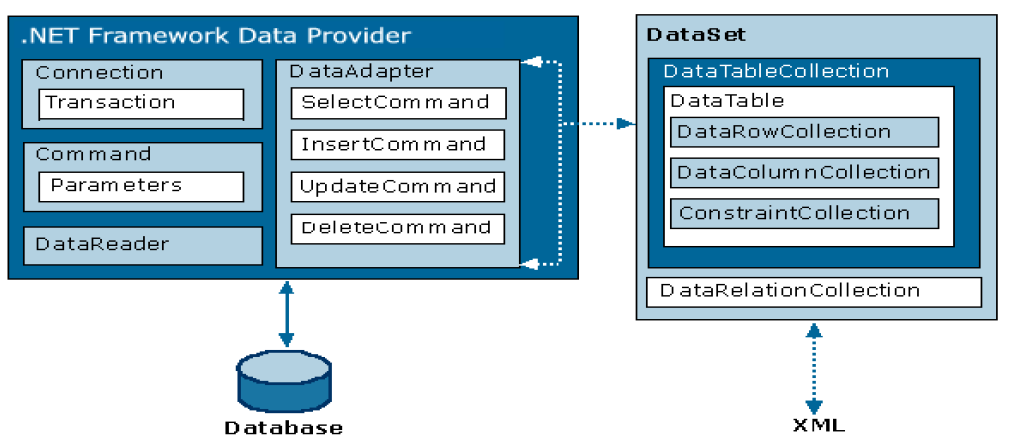 .NET Framework Data Provider
Connection
Transaction
Command
Parameters
DataReader
DataAdapter
SelectCommand
InsertCommand
UpdateCommand
DeleteCommand
Database
DataSet
DataTableCollection
DataTable
DataRowCollection
DataColumnCollection
ConstraintCollection
DataRelationCollection
XML